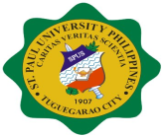 ST. PAUL UNIVERSITY PHILIPPINES
CARITAS VERITAS SCIENTIA
SPUP
1907
TUGUEGARAO CITY